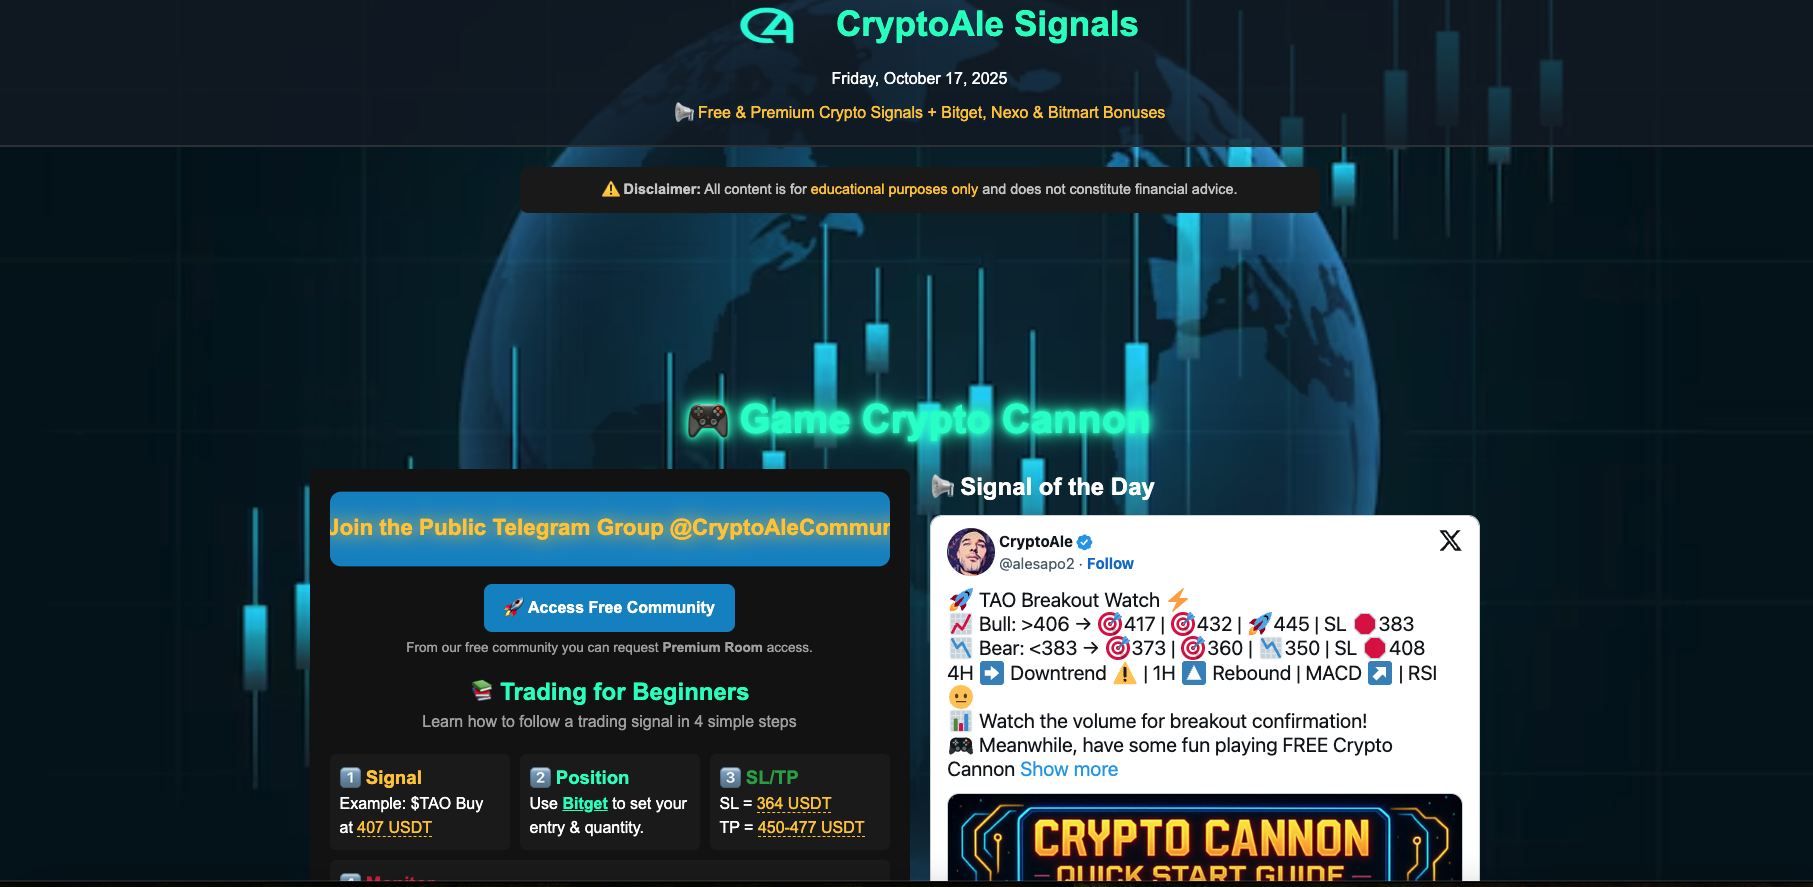 CryptoAle Signals
Friday, October 17, 2025
📢 Free & Premium Crypto Signals + Bitget, Nexo & Bitmart Bonuses
⚠️ Disclaimer: All content is for educational purposes only and does not constitute financial advice.
🎮 Game Crypto Cannon
Join the Public Telegram Group @CryptoAleCommun
🚀 Access Free Community
From our free community you can request Premium Room access.
📚 Trading for Beginners
Learn how to follow a trading signal in 4 simple steps
1️⃣ Signal
Example: $TAO Buy
at 407 USDT
2️⃣ Position
Use Bitget to set your
entry & quantity.
3️⃣ SL/TP
SL = 364 USDT
TP = 450-477 USDT
4️⃣ Monitor
📢 Signal of the Day
CryptoAle
@alesapo2 · Follow
🚀 TAO Breakout Watch ⚡
📈 Bull: >406 → 🎯417 | 🎯432 | 🚀445 | SL 🛑383
📉 Bear: <383 → 🎯373 | 🎯360 | 📉350 | SL 🛑408
4H ➡️ Downtrend ⚠️ | 1H 🔼 Rebound | MACD ↗️ | RSI
😐
📊 Watch the volume for breakout confirmation!
🎮 Meanwhile, have some fun playing FREE Crypto
Cannon Show more
CRYPTO CANNON
— QUICK START GUIDE —